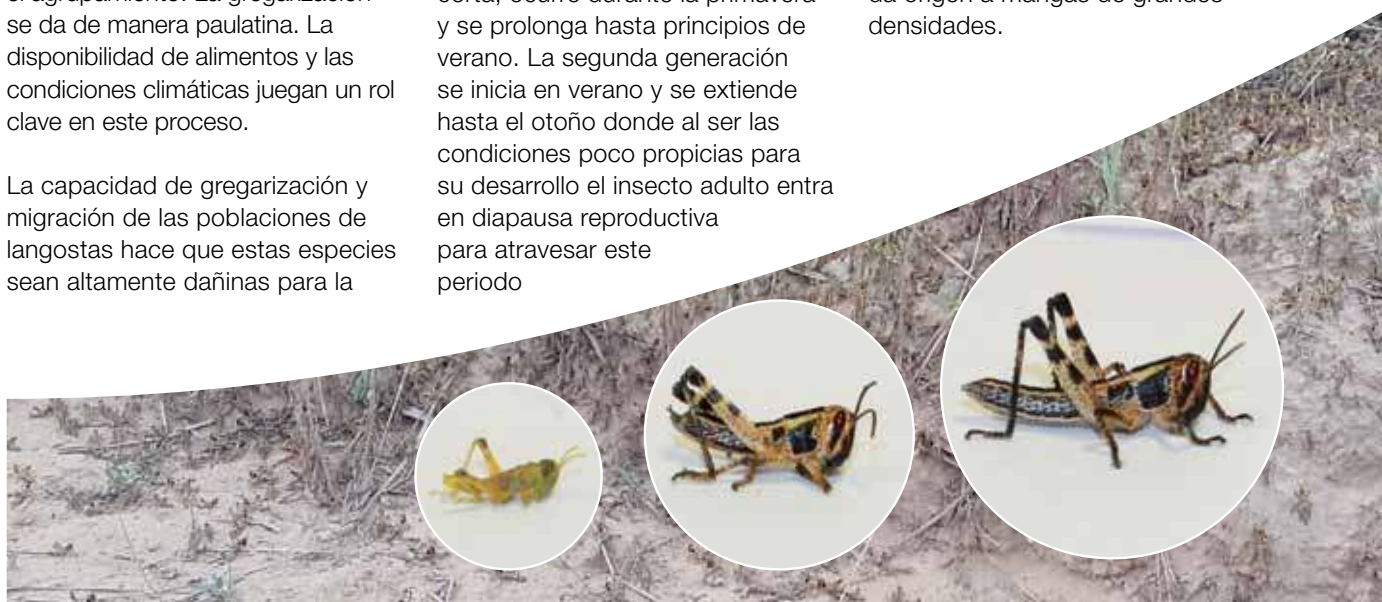 se da de manera paulatina. La
disponibilidad de alimentos y las
condiciones climáticas juegan un rol
clave en este proceso.
La capacidad de gregarización y
migración de las poblaciones de
langostas hace que estas especies
sean altamente dañinas para la
y se prolonga hasta principios de
verano. La segunda generación
se inicia en verano y se extiende
hasta el otoño donde al ser las
condiciones poco propicias para
su desarrollo el insecto adulto entra
en diapausa reproductiva
para atravesar este
periodo
densidades.